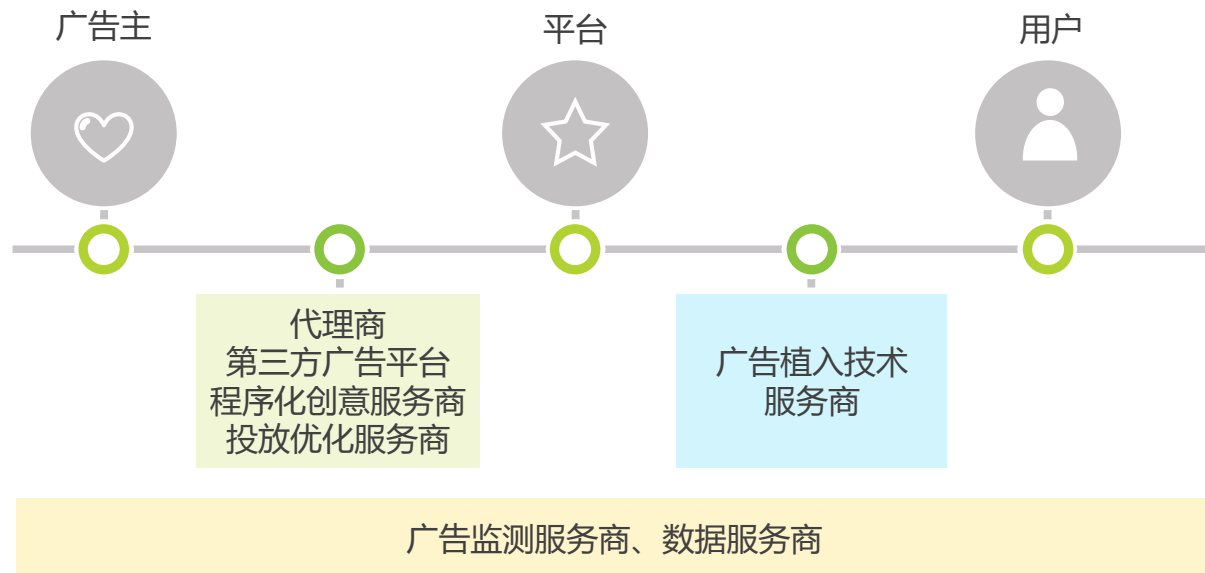 广告主
平台
用户
代理商
第三方广告平台
程序化创意服务商
投放优化服务商
广告植入技术
服务商
广告监测服务商、数据服务商